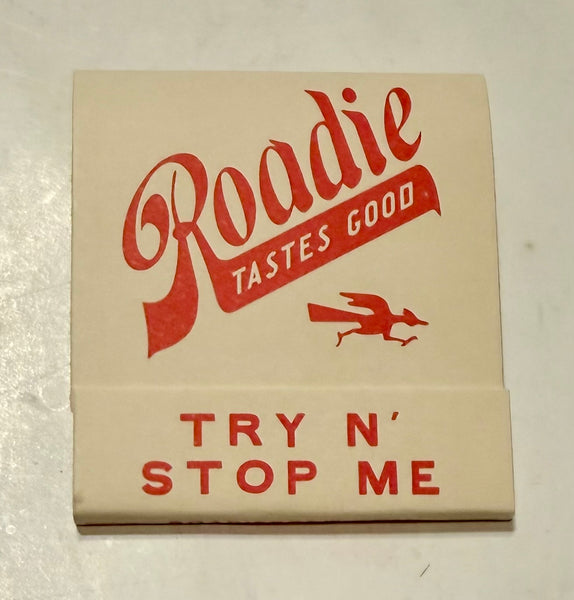 Roadie
TASTES GOOD
TRY N'
STOP ME